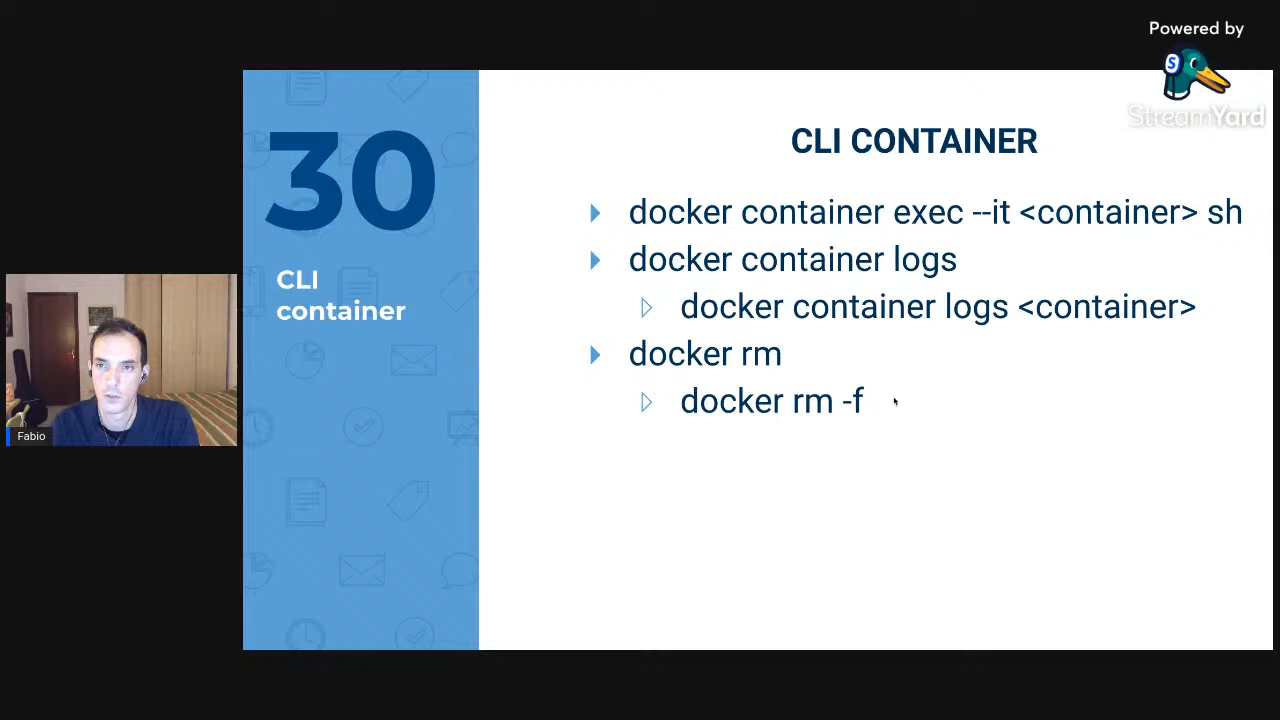 Powered by
StreamYard
30
CLI
container
CLI CONTAINER
docker container exec --it <container> sh
docker container logs
docker container logs <container>
docker rm
docker rm -f
Fabio